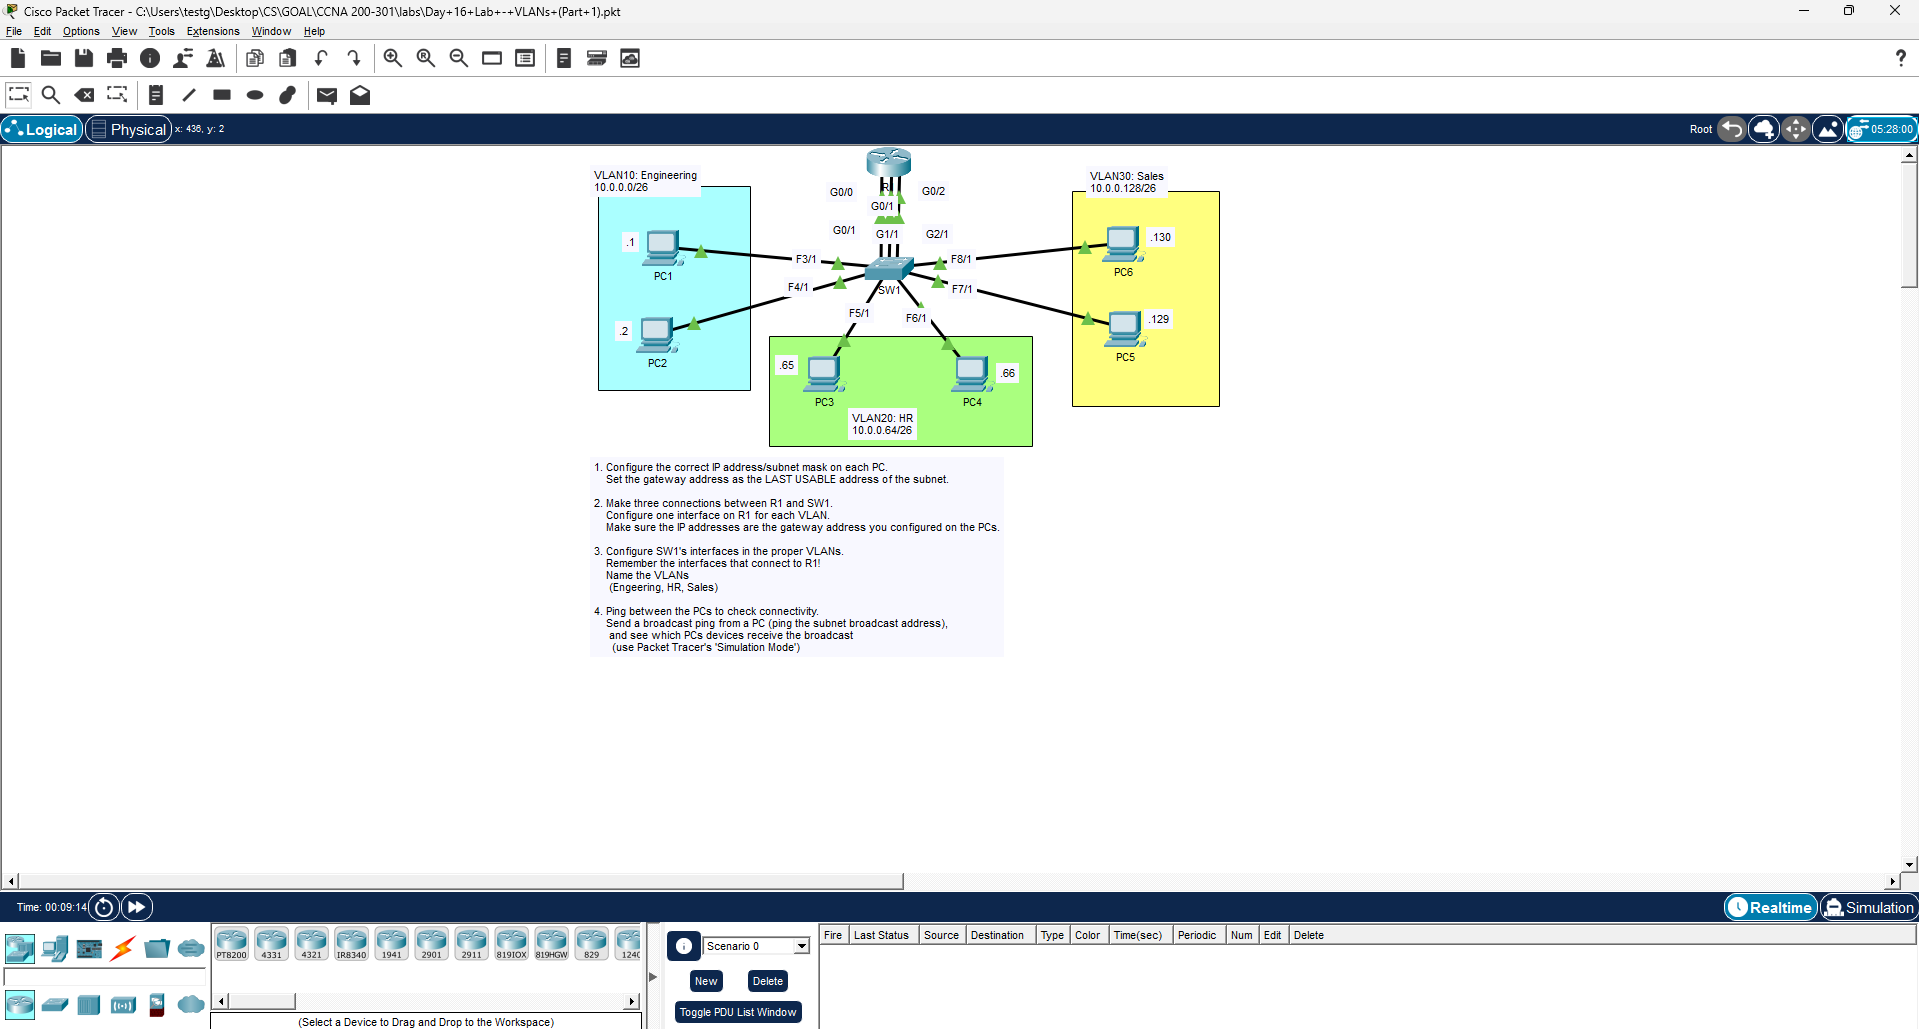 Cisco Packet Tracer - C:\Users\testg\Desktop\CS\GOAL\CCNA 200-301\labs\Day+16+Lab+-+VLANs+(Part+1).pkt
File Edit Options View Tools Extensions Window Help
Logical Physical x: 436, y: 2 Root 05:28:00
VLAN10: Engineering
10.0.0.0/26
VLAN30: Sales
10.0.0.128/26
G0/0 G0/2
G0/1
G0/1 G1/1 G2/1
.1 .130
PC1 PC6
F3/1 F8/1
F4/1 SW1 F7/1
F5/1 F6/1
.2 .129
PC2 PC5
.65 .66
PC3 PC4
VLAN20: HR
10.0.0.64/26
1. Configure the correct IP address/subnet mask on each PC.
Set the gateway address as the LAST USABLE address of the subnet.
2. Make three connections between R1 and SW1.
Configure one interface on R1 for each VLAN.
Make sure the IP addresses are the gateway address you configured on the PCs.
3. Configure SW1's interfaces in the proper VLANs.
Remember the interfaces that connect to R1!
Name the VLANs
(Engeering, HR, Sales)
4. Ping between the PCs to check connectivity.
Send a broadcast ping from a PC (ping the subnet broadcast address),
and see which PCs devices receive the broadcast
(use Packet Tracer's 'Simulation Mode')
Time: 00:09:14 Realtime Simulation
PT8200 4331 4321 IR8340 1941 2901 2911 819IOX 819HGW 829 1240
(Select a Device to Drag and Drop to the Workspace)
Scenario 0
New Delete
Toggle PDU List Window
Fire Last Status Source Destination Type Color Time(sec) Periodic Num Edit Delete